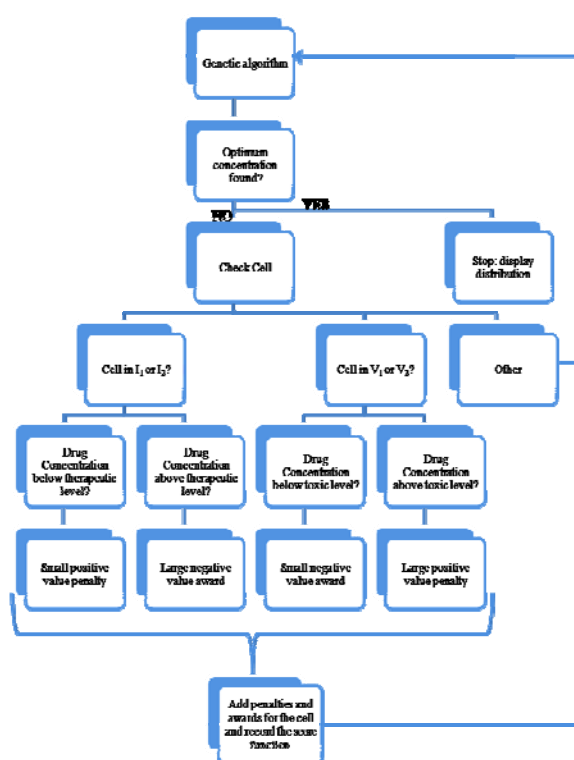 Genetic algorithm
Optimum
concentration
found?
YES
NO
Check Cell
Stop: display
distribution
Cell in I₁ or I₂?
Cell in V₁ or V₂?
Other
Drug
Concentration
below therapeutic
level?
Drug
Concentration
above therapeutic
level?
Drug
Concentration
below toxic level?
Drug
Concentration
above toxic level?
Small positive
value penalty
Large negative
value award
Small negative
value award
Large positive
value penalty
Add penalties and
awards for the cell
and record the score
function